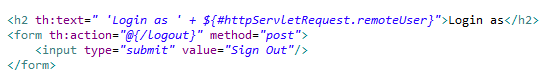 <h2 th:text=" 'Login as ' + ${#httpServletRequest.remoteUser}">Login as</h2>
<form th:action="@{/logout}" method="post">
<input type="submit" value="Sign Out"/>
</form>